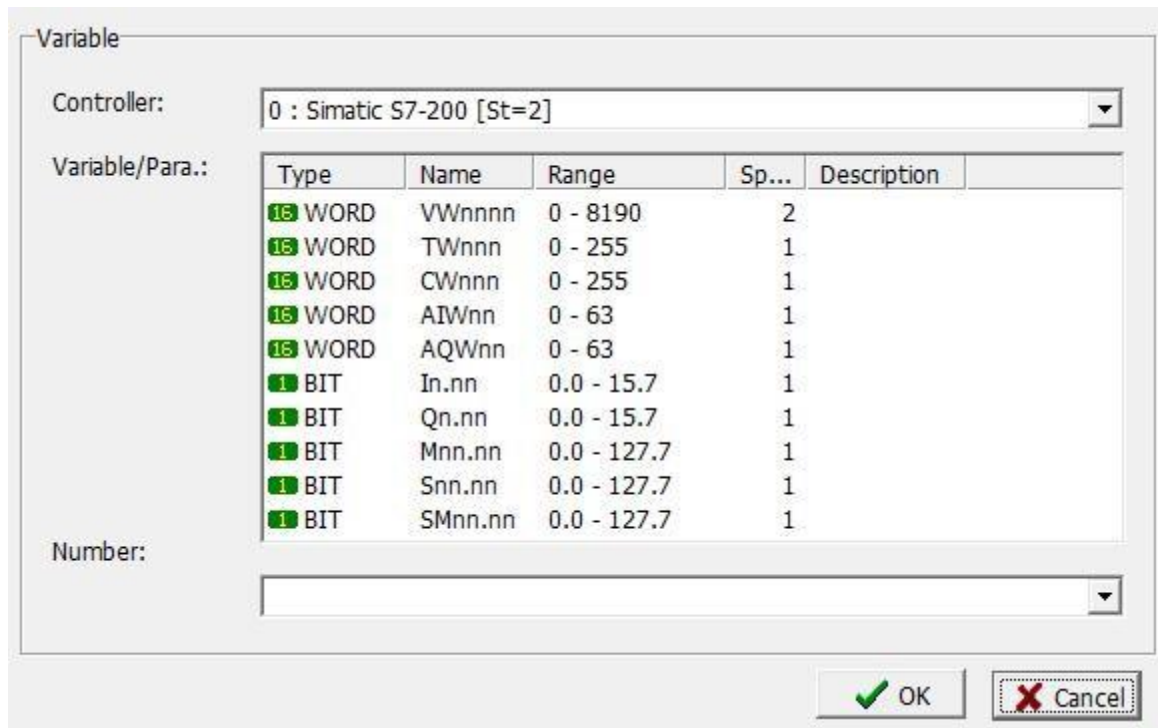 Variable
Controller: 0 : Simatic S7-200 [St=2]
Variable/Para.: Type Name Range Sp... Description
16 WORD VWnnnn 0 - 8190 2
16 WORD TWnnn 0 - 255 1
16 WORD CWnnn 0 - 255 1
16 WORD AIWnn 0 - 63 1
16 WORD AQWnn 0 - 63 1
1 BIT In.nn 0.0 - 15.7 1
1 BIT Qn.nn 0.0 - 15.7 1
1 BIT Mnn.nn 0.0 - 127.7 1
1 BIT Snn.nn 0.0 - 127.7 1
1 BIT SMnn.nn 0.0 - 127.7 1
Number:
OK Cancel